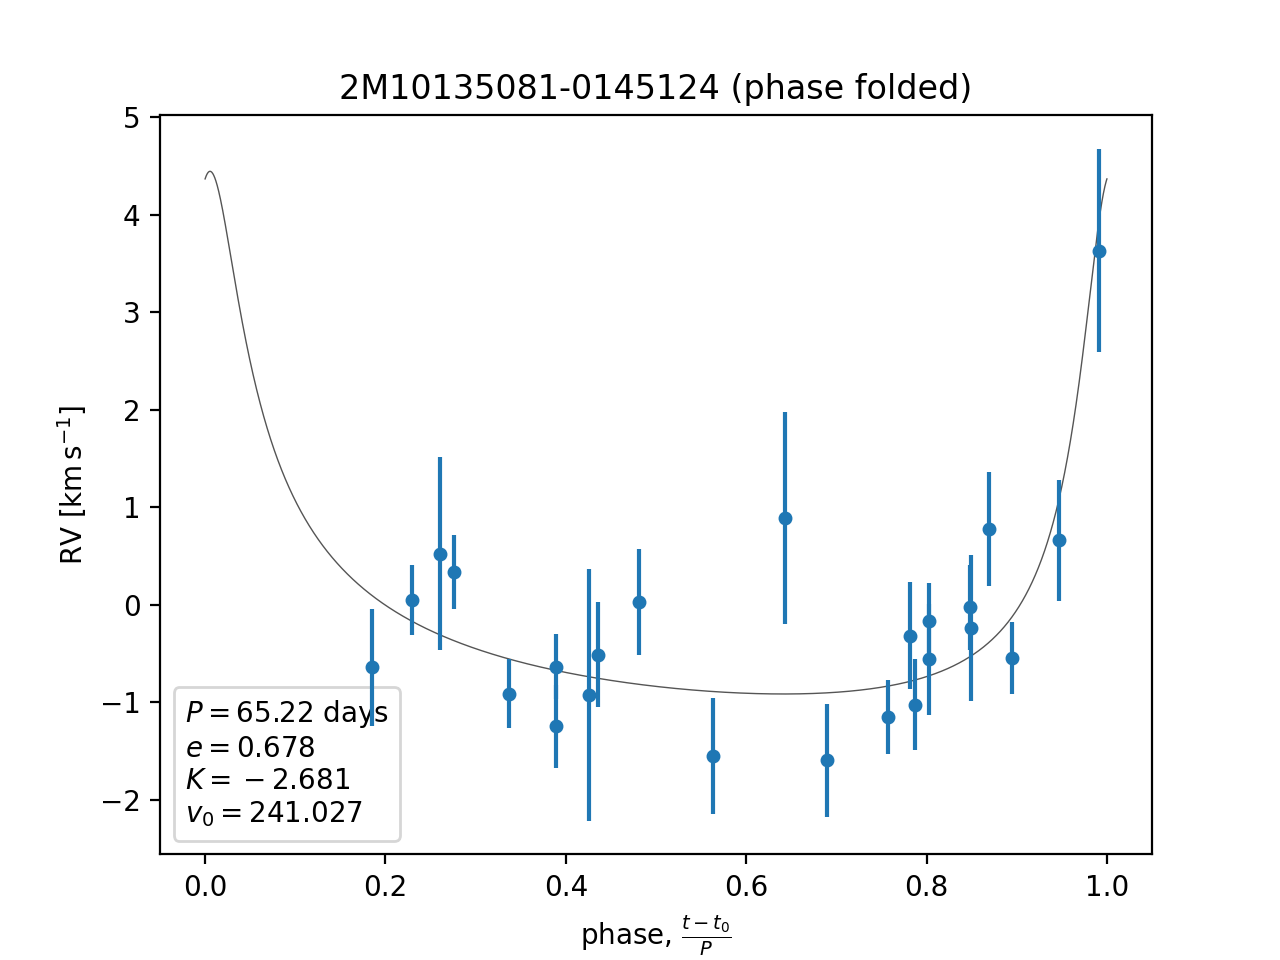 2M10135081-0145124 (phase folded)
5
4
3
2
1
0
−1
−2
RV [km s⁻¹]
P = 65.22 days
e = 0.678
K = −2.681
v₀ = 241.027
0.0 0.2 0.4 0.6 0.8 1.0
phase, (t − t₀)/P